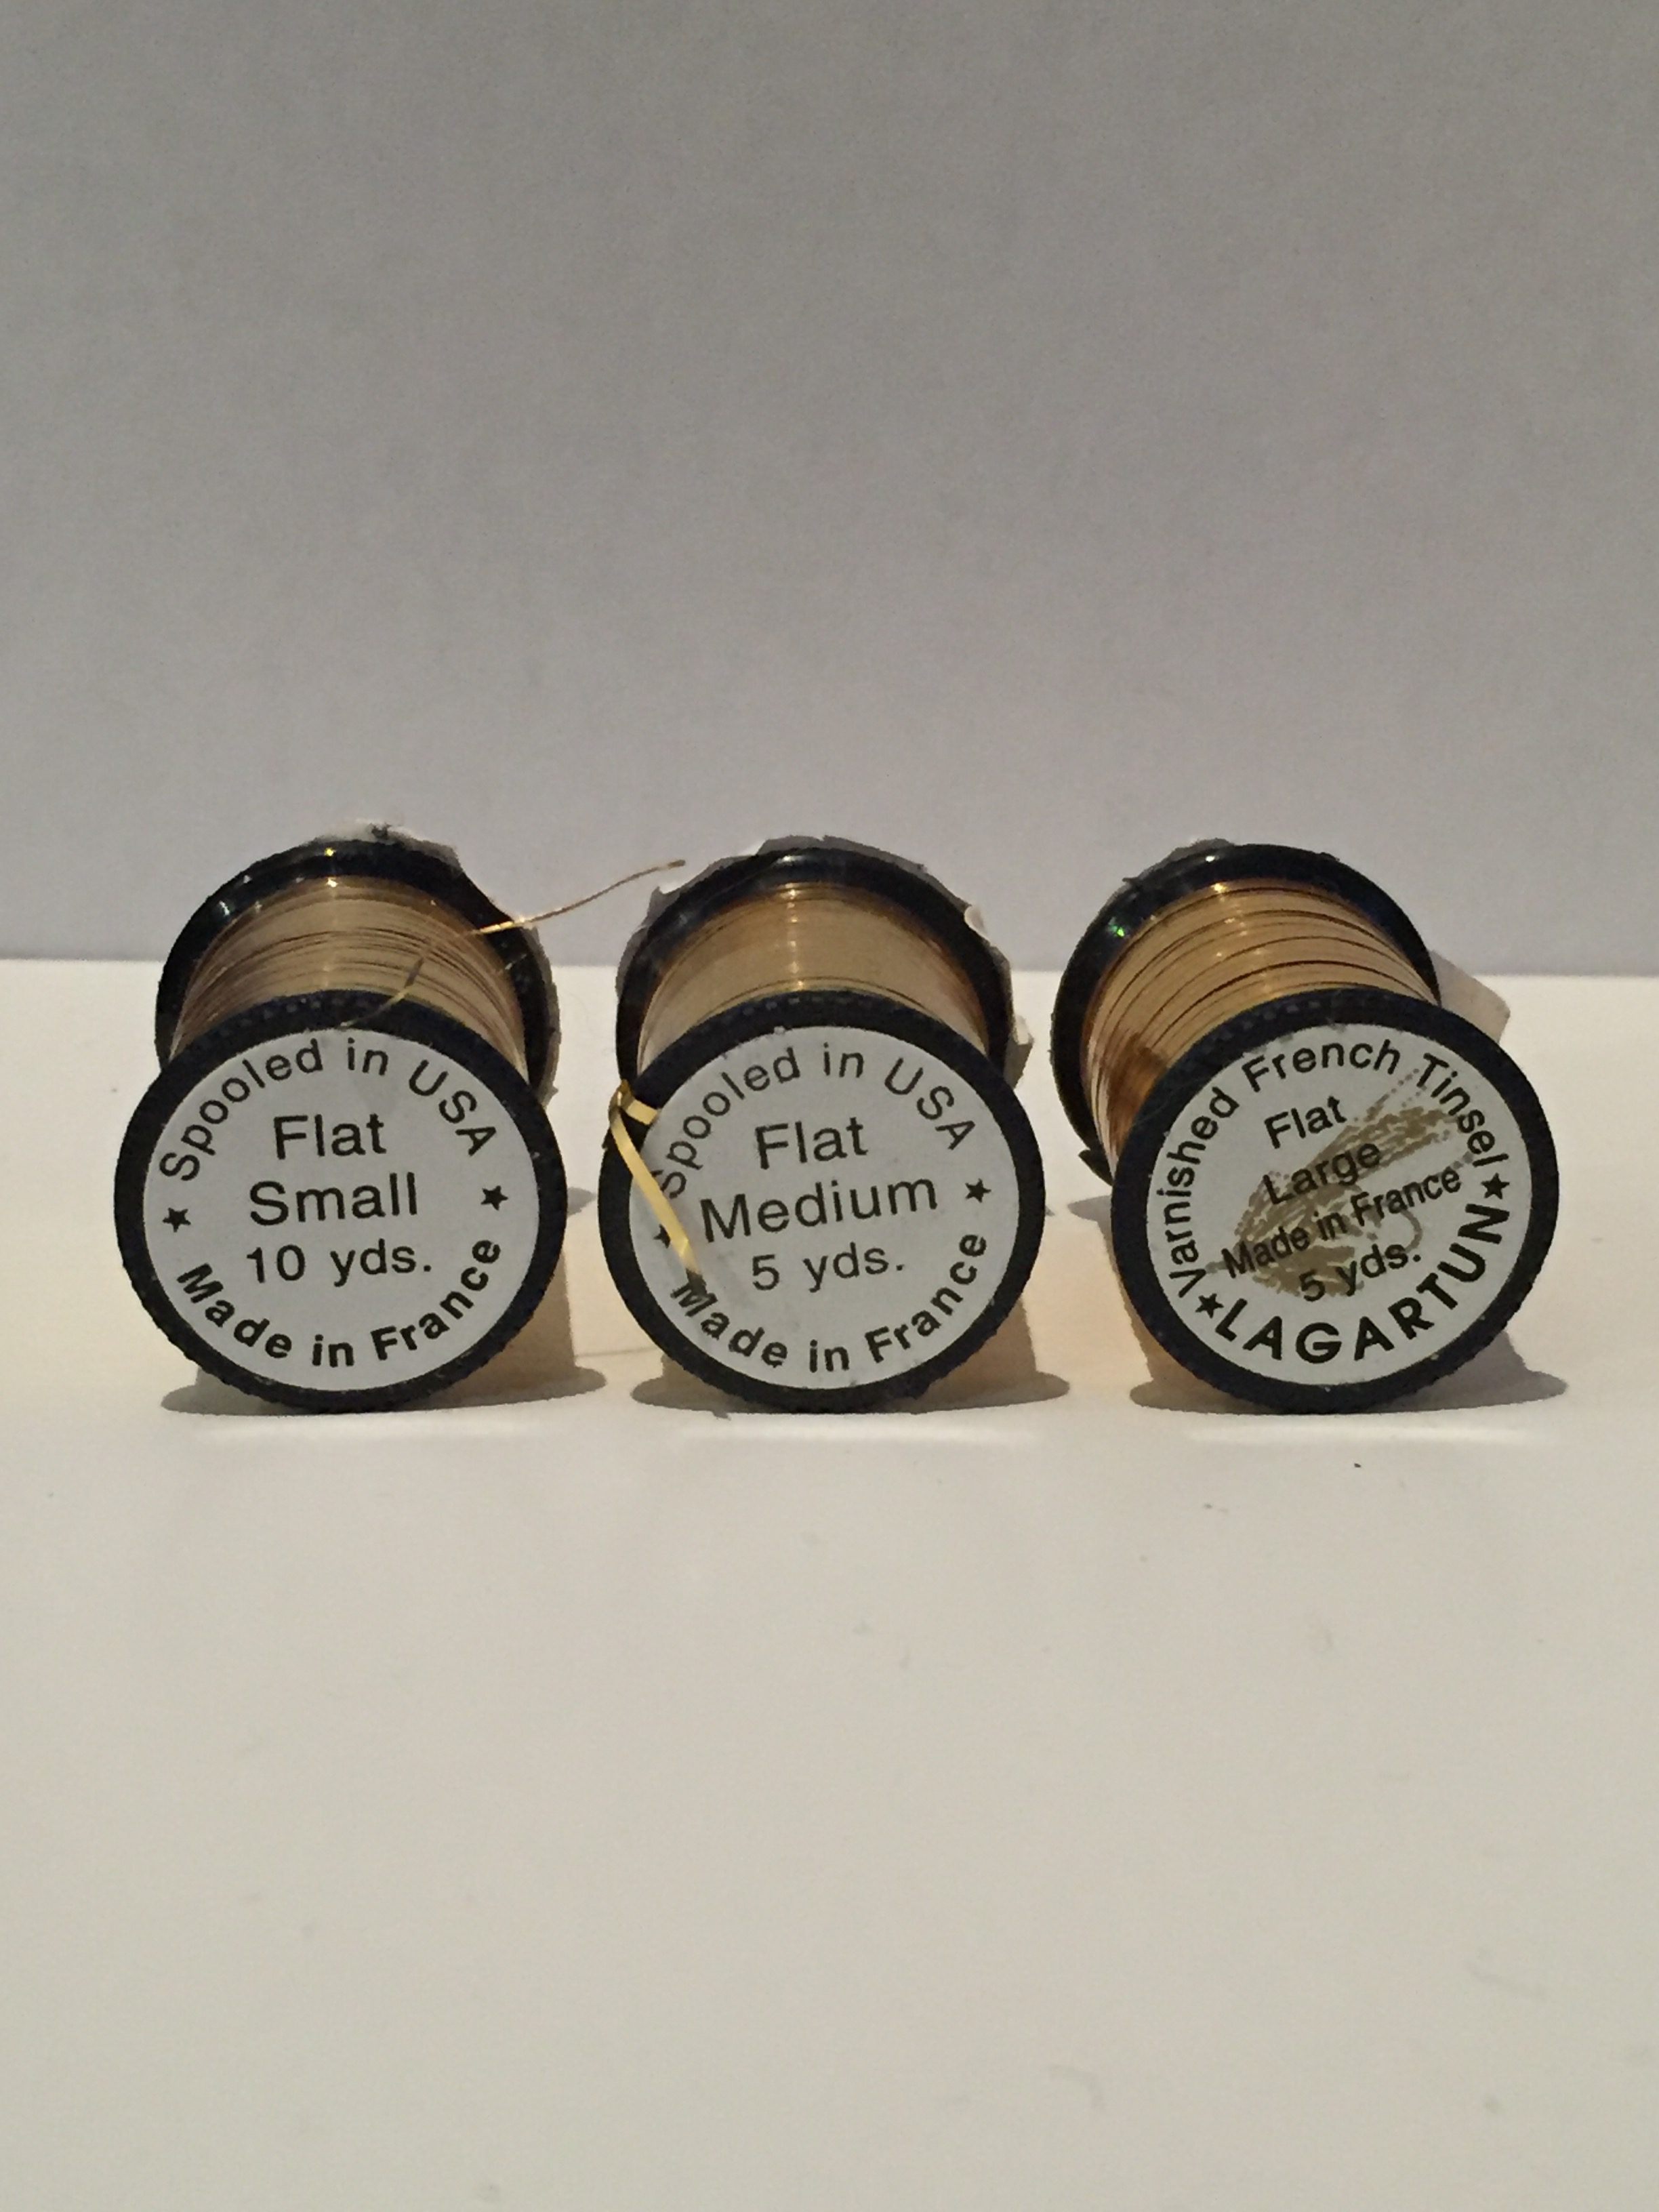 Spooled in USA
Flat
Small
10 yds.
Made in France
Spooled in USA
Flat
Medium
5 yds.
Made in France
Varnished French Tinsel
Flat
Large
Made in France
5 yds.
LAGARTUN